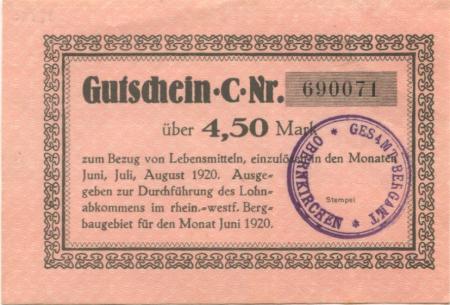 Gutschein·C·Nr. 690071
über 4,50 Mark
zum Bezug von Lebensmitteln, einzulösen in den Monaten
Juni, Juli, August 1920. Ausge-
geben zur Durchführung des Lohn-
abkommens im rhein.-westf. Berg-
baugebiet für den Monat Juni 1920.
Stempel
GESAMT-BERGAMT
* OBERNKIRCHEN *